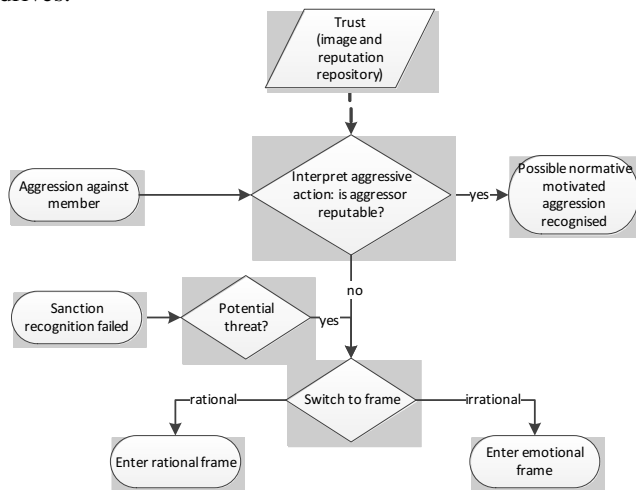 Trust
(image and
reputation
repository)
Aggression against
member
Interpret aggressive
action: is aggressor
reputable?
yes
Possible normative
motivated
aggression
recognised
no
Sanction
recognition failed
Potential
threat?
yes
rational
Switch to frame
irrational
Enter rational frame
Enter emotional
frame